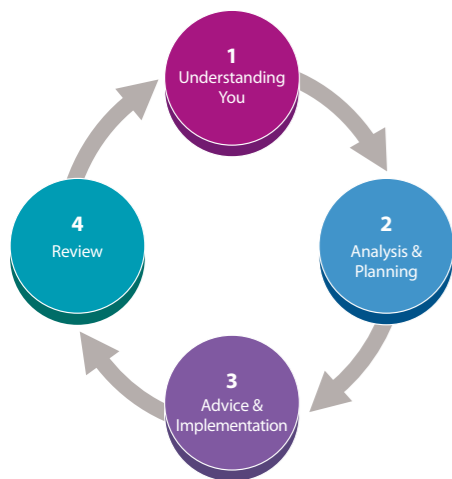 1
Understanding
You
2
Analysis &
Planning
3
Advice &
Implementation
4
Review